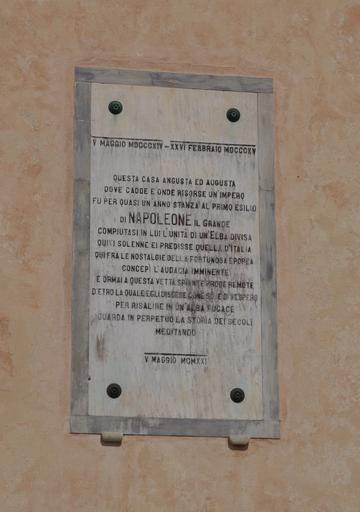 V MAGGIO MDCCCXIV – XXVI FEBBRAIO MDCCCXV
QUESTA CASA ANGUSTA ED AUGUSTA
DOVE CADDE E ONDE RISORSE UN IMPERO
FU PER QUASI UN ANNO STANZA AL PRIMO ESILIO
DI NAPOLEONE IL GRANDE
COMPIUTASI IN LUI L'UNITÀ DI UN'ELBA DIVISA
QUIVI SOLENNE EI PREDISSE QUELLA D'ITALIA
QUI FRA LE NOSTALGIE DELLA FORTUNOSA EPOPEA
CONCEPÌ L'AUDACIA IMMINENTE
E ORMAI A QUESTA VETTA SPIANTE PRODE REMOTE
D'ETRO LA QUALE EGLI DISCESE COME SOLE DI VESPERO
PER RISALIRE IN UN'ALBA FUGACE
GUARDA IN PERPETUO LA STORIA DEI SECOLI
MEDITANDO
V MAGGIO MCMXXI